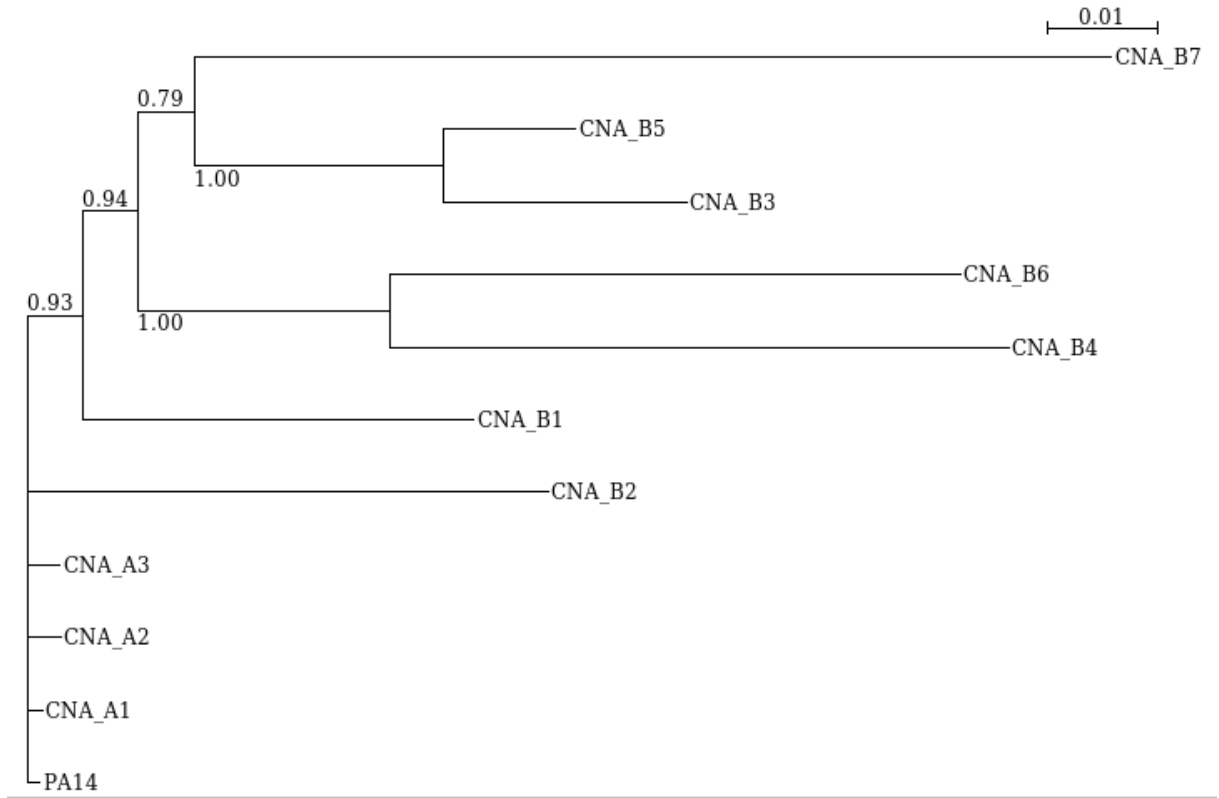 0.01
CNA_B7
0.79
CNA_B5
1.00
0.94
CNA_B3
CNA_B6
0.93
1.00
CNA_B4
CNA_B1
CNA_B2
CNA_A3
CNA_A2
CNA_A1
PA14